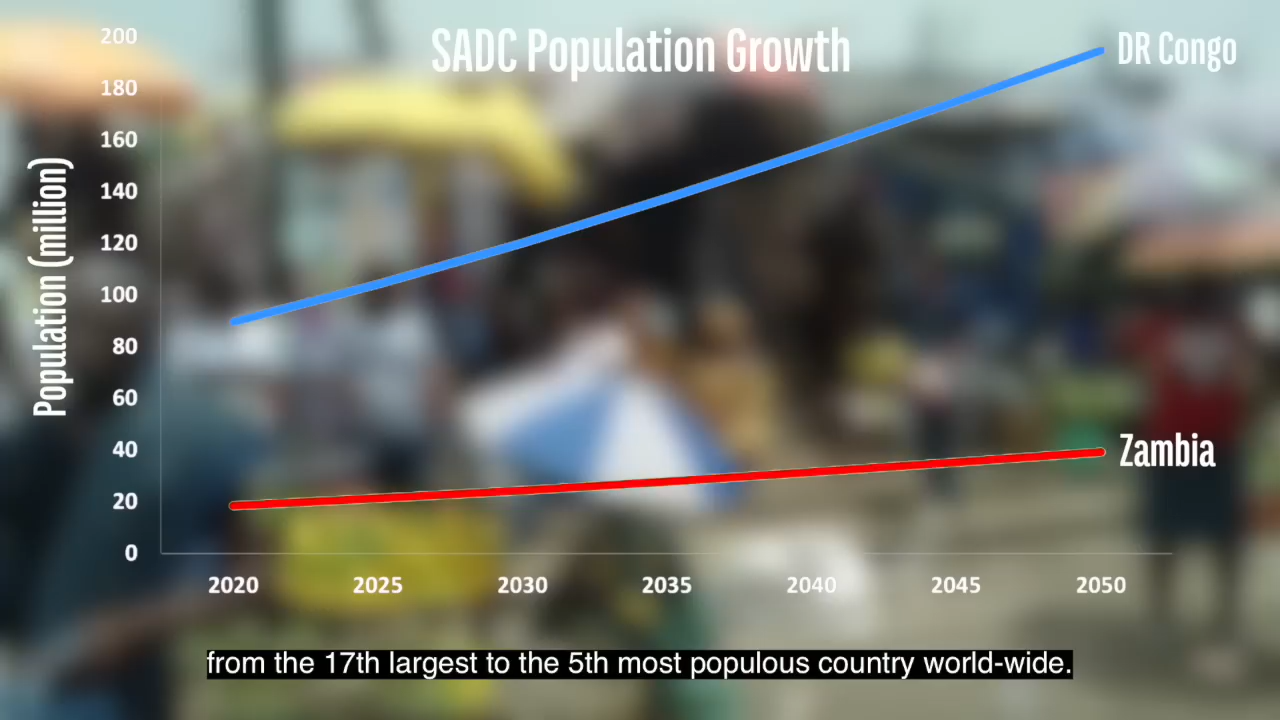 SADC Population Growth
Population (million)
200
180
160
140
120
100
80
60
40
20
0
DR Congo
Zambia
2020 2025 2030 2035 2040 2045 2050
from the 17th largest to the 5th most populous country world-wide.